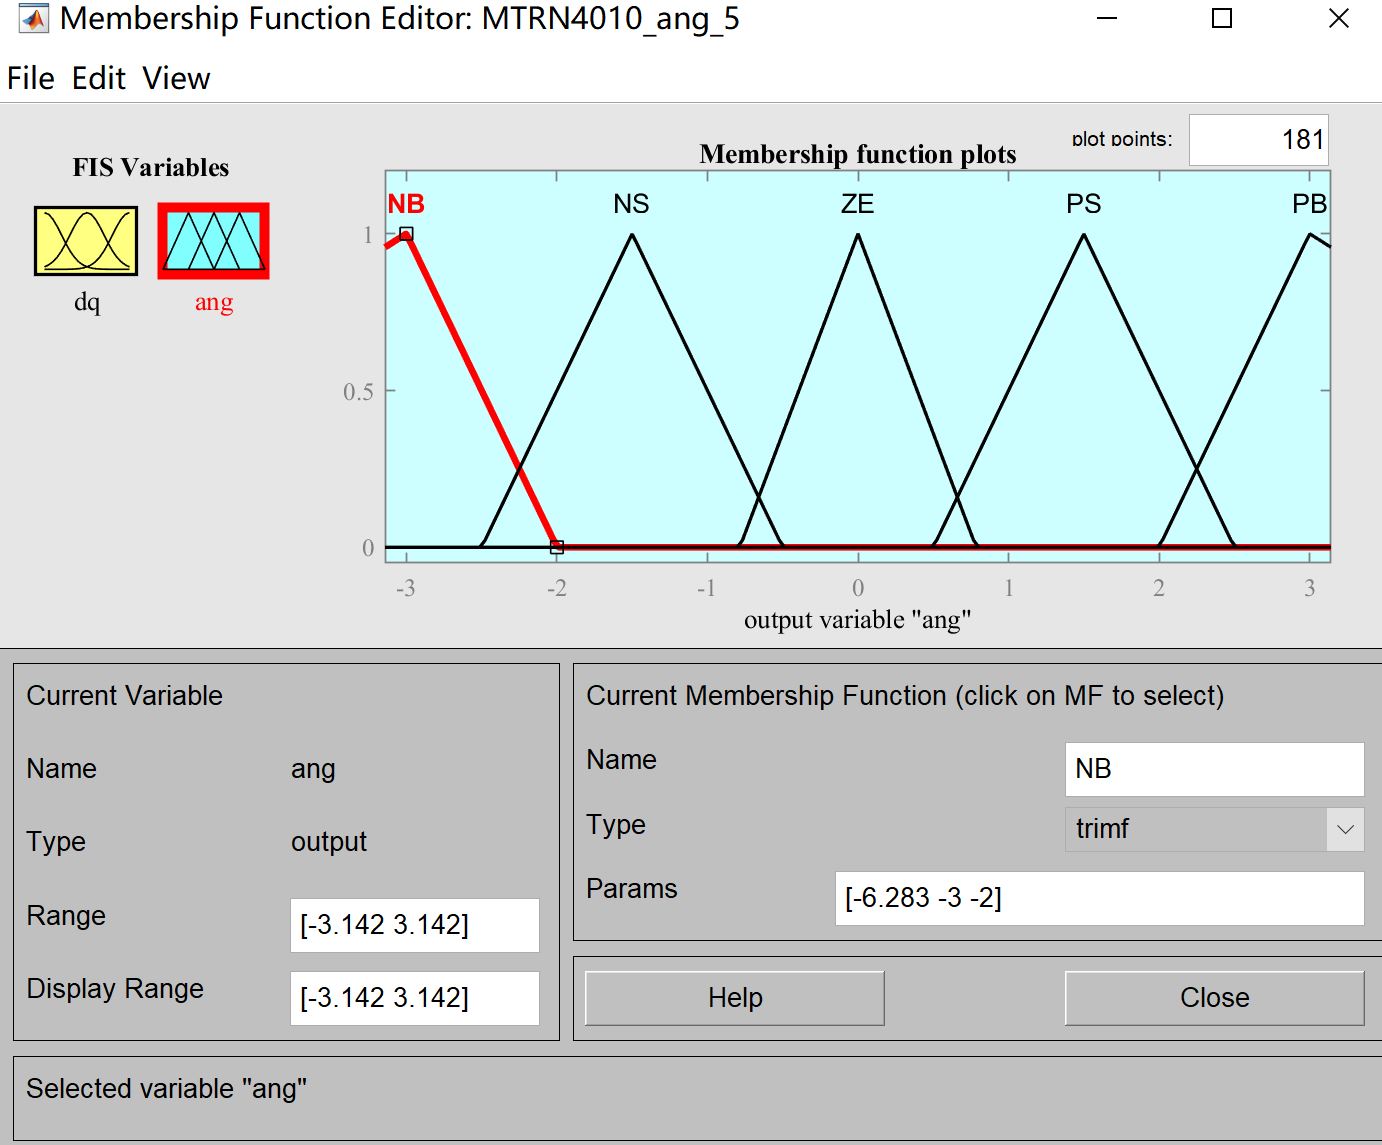 Membership Function Editor: MTRN4010_ang_5
File Edit View
FIS Variables
dq
ang
plot points: 181
Membership function plots
NB NS ZE PS PB
1
0.5
0
-3 -2 -1 0 1 2 3
output variable "ang"
Current Variable
Name ang
Type output
Range [-3.142 3.142]
Display Range [-3.142 3.142]
Current Membership Function (click on MF to select)
Name NB
Type trimf
Params [-6.283 -3 -2]
Help Close
Selected variable "ang"